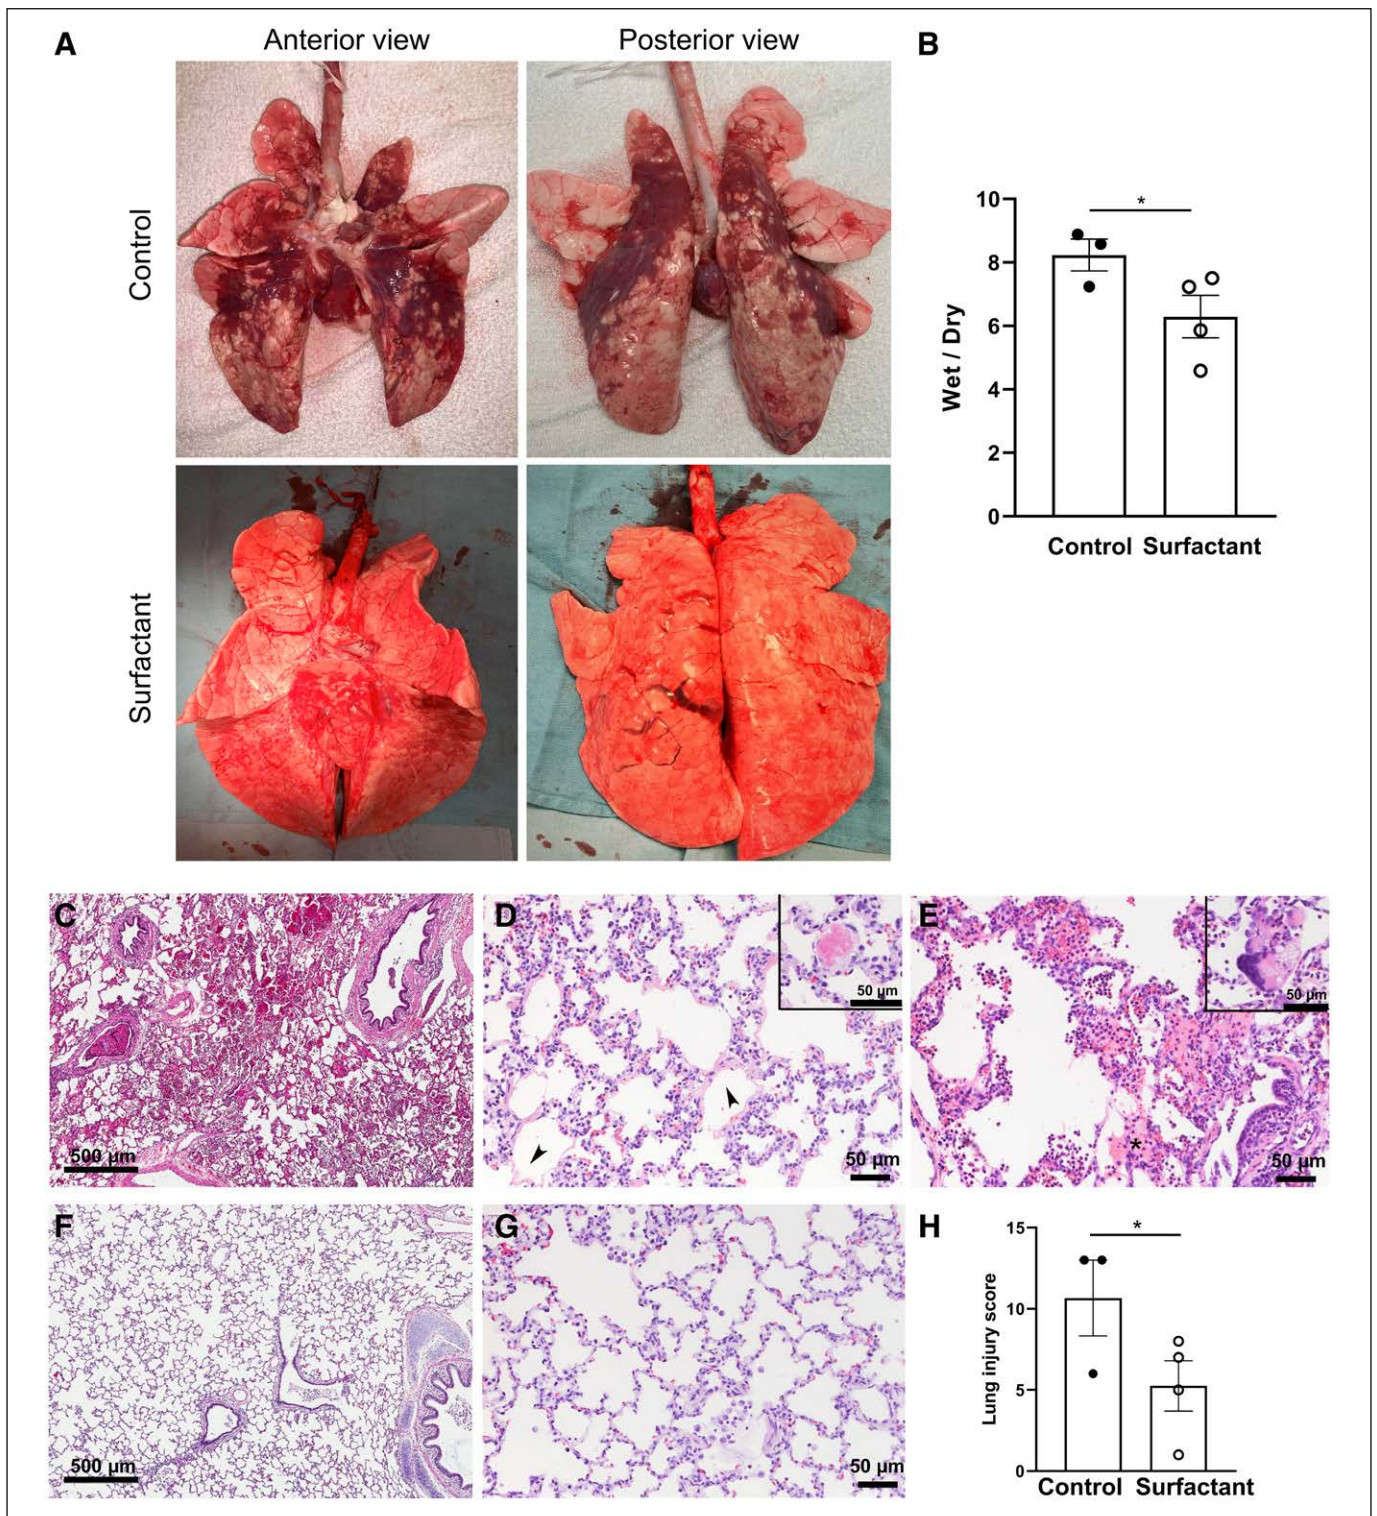 A
Anterior view
Posterior view
B
Control
Surfactant
10
8
6
4
2
0
Wet / Dry
*
Control Surfactant
C
500 µm
D
50 µm
50 µm
E
50 µm
*
50 µm
F
500 µm
G
50 µm
H
15
10
5
0
Lung injury score
*
Control Surfactant